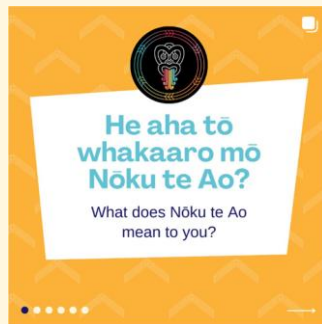 He aha tō
whakaaro mō
Nōku te Ao?
What does Nōku te Ao
mean to you?